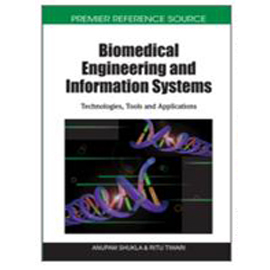 PREMIER REFERENCE SOURCE
Biomedical
Engineering and
Information Systems
Technologies, Tools and Applications
ANUPAM SHUKLA & RITU TIWARI